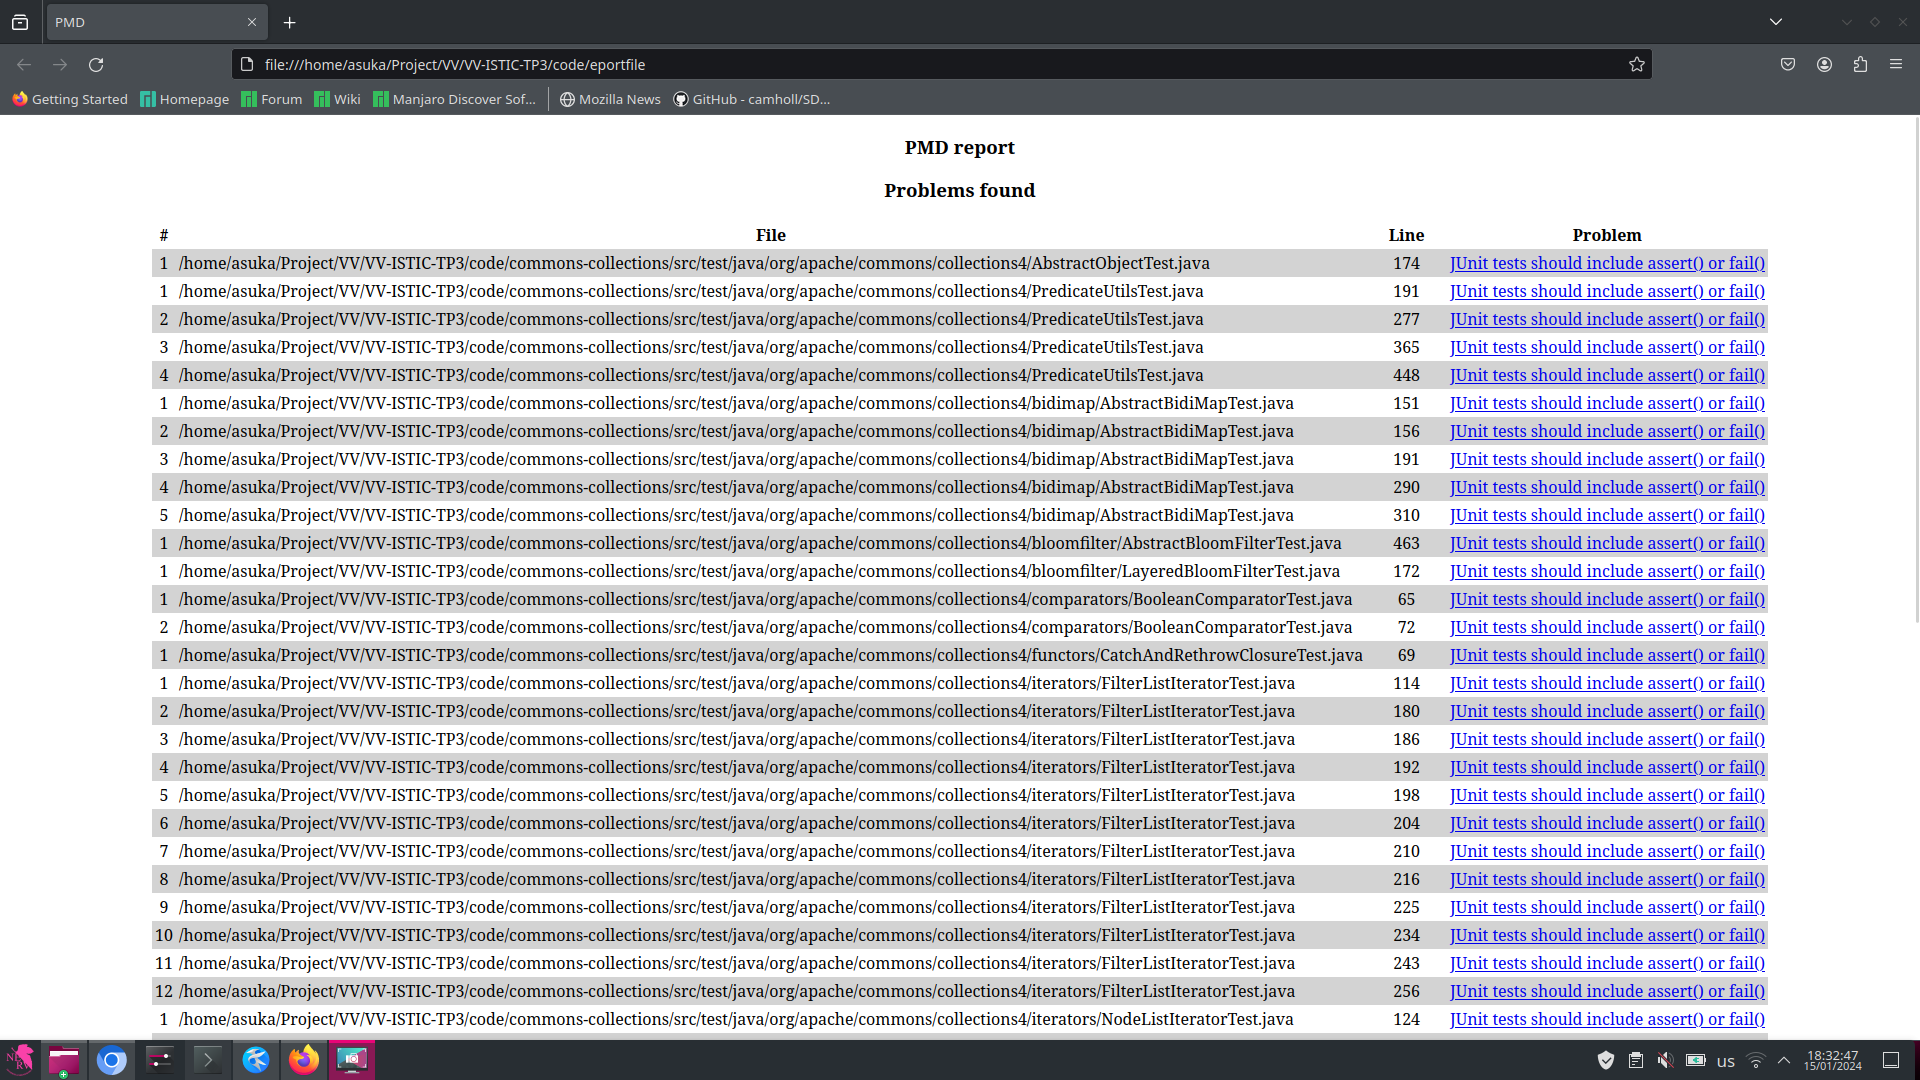 PMD
file:///home/asuka/Project/VV/VV-ISTIC-TP3/code/eportfile
Getting Started Homepage Forum Wiki Manjaro Discover Sof... Mozilla News GitHub - camholl/SD...
PMD report
Problems found
# File Line Problem
1 /home/asuka/Project/VV/VV-ISTIC-TP3/code/commons-collections/src/test/java/org/apache/commons/collections4/AbstractObjectTest.java 174 JUnit tests should include assert() or fail()
1 /home/asuka/Project/VV/VV-ISTIC-TP3/code/commons-collections/src/test/java/org/apache/commons/collections4/PredicateUtilsTest.java 191 JUnit tests should include assert() or fail()
2 /home/asuka/Project/VV/VV-ISTIC-TP3/code/commons-collections/src/test/java/org/apache/commons/collections4/PredicateUtilsTest.java 277 JUnit tests should include assert() or fail()
3 /home/asuka/Project/VV/VV-ISTIC-TP3/code/commons-collections/src/test/java/org/apache/commons/collections4/PredicateUtilsTest.java 365 JUnit tests should include assert() or fail()
4 /home/asuka/Project/VV/VV-ISTIC-TP3/code/commons-collections/src/test/java/org/apache/commons/collections4/PredicateUtilsTest.java 448 JUnit tests should include assert() or fail()
1 /home/asuka/Project/VV/VV-ISTIC-TP3/code/commons-collections/src/test/java/org/apache/commons/collections4/bidimap/AbstractBidiMapTest.java 151 JUnit tests should include assert() or fail()
2 /home/asuka/Project/VV/VV-ISTIC-TP3/code/commons-collections/src/test/java/org/apache/commons/collections4/bidimap/AbstractBidiMapTest.java 156 JUnit tests should include assert() or fail()
3 /home/asuka/Project/VV/VV-ISTIC-TP3/code/commons-collections/src/test/java/org/apache/commons/collections4/bidimap/AbstractBidiMapTest.java 191 JUnit tests should include assert() or fail()
4 /home/asuka/Project/VV/VV-ISTIC-TP3/code/commons-collections/src/test/java/org/apache/commons/collections4/bidimap/AbstractBidiMapTest.java 290 JUnit tests should include assert() or fail()
5 /home/asuka/Project/VV/VV-ISTIC-TP3/code/commons-collections/src/test/java/org/apache/commons/collections4/bidimap/AbstractBidiMapTest.java 310 JUnit tests should include assert() or fail()
1 /home/asuka/Project/VV/VV-ISTIC-TP3/code/commons-collections/src/test/java/org/apache/commons/collections4/bloomfilter/AbstractBloomFilterTest.java 463 JUnit tests should include assert() or fail()
1 /home/asuka/Project/VV/VV-ISTIC-TP3/code/commons-collections/src/test/java/org/apache/commons/collections4/bloomfilter/LayeredBloomFilterTest.java 172 JUnit tests should include assert() or fail()
1 /home/asuka/Project/VV/VV-ISTIC-TP3/code/commons-collections/src/test/java/org/apache/commons/collections4/comparators/BooleanComparatorTest.java 65 JUnit tests should include assert() or fail()
2 /home/asuka/Project/VV/VV-ISTIC-TP3/code/commons-collections/src/test/java/org/apache/commons/collections4/comparators/BooleanComparatorTest.java 72 JUnit tests should include assert() or fail()
1 /home/asuka/Project/VV/VV-ISTIC-TP3/code/commons-collections/src/test/java/org/apache/commons/collections4/functors/CatchAndRethrowClosureTest.java 69 JUnit tests should include assert() or fail()
1 /home/asuka/Project/VV/VV-ISTIC-TP3/code/commons-collections/src/test/java/org/apache/commons/collections4/iterators/FilterListIteratorTest.java 114 JUnit tests should include assert() or fail()
2 /home/asuka/Project/VV/VV-ISTIC-TP3/code/commons-collections/src/test/java/org/apache/commons/collections4/iterators/FilterListIteratorTest.java 180 JUnit tests should include assert() or fail()
3 /home/asuka/Project/VV/VV-ISTIC-TP3/code/commons-collections/src/test/java/org/apache/commons/collections4/iterators/FilterListIteratorTest.java 186 JUnit tests should include assert() or fail()
4 /home/asuka/Project/VV/VV-ISTIC-TP3/code/commons-collections/src/test/java/org/apache/commons/collections4/iterators/FilterListIteratorTest.java 192 JUnit tests should include assert() or fail()
5 /home/asuka/Project/VV/VV-ISTIC-TP3/code/commons-collections/src/test/java/org/apache/commons/collections4/iterators/FilterListIteratorTest.java 198 JUnit tests should include assert() or fail()
6 /home/asuka/Project/VV/VV-ISTIC-TP3/code/commons-collections/src/test/java/org/apache/commons/collections4/iterators/FilterListIteratorTest.java 204 JUnit tests should include assert() or fail()
7 /home/asuka/Project/VV/VV-ISTIC-TP3/code/commons-collections/src/test/java/org/apache/commons/collections4/iterators/FilterListIteratorTest.java 210 JUnit tests should include assert() or fail()
8 /home/asuka/Project/VV/VV-ISTIC-TP3/code/commons-collections/src/test/java/org/apache/commons/collections4/iterators/FilterListIteratorTest.java 216 JUnit tests should include assert() or fail()
9 /home/asuka/Project/VV/VV-ISTIC-TP3/code/commons-collections/src/test/java/org/apache/commons/collections4/iterators/FilterListIteratorTest.java 225 JUnit tests should include assert() or fail()
10 /home/asuka/Project/VV/VV-ISTIC-TP3/code/commons-collections/src/test/java/org/apache/commons/collections4/iterators/FilterListIteratorTest.java 234 JUnit tests should include assert() or fail()
11 /home/asuka/Project/VV/VV-ISTIC-TP3/code/commons-collections/src/test/java/org/apache/commons/collections4/iterators/FilterListIteratorTest.java 243 JUnit tests should include assert() or fail()
12 /home/asuka/Project/VV/VV-ISTIC-TP3/code/commons-collections/src/test/java/org/apache/commons/collections4/iterators/FilterListIteratorTest.java 256 JUnit tests should include assert() or fail()
1 /home/asuka/Project/VV/VV-ISTIC-TP3/code/commons-collections/src/test/java/org/apache/commons/collections4/iterators/NodeListIteratorTest.java 124 JUnit tests should include assert() or fail()
us 18:32:47
15/01/2024